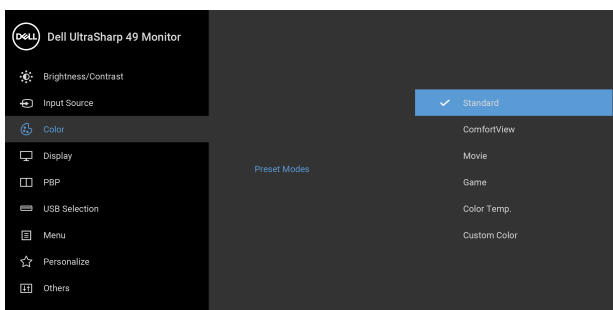 DELL
Dell UltraSharp 49 Monitor
Brightness/Contrast
Input Source
Color
Display
PBP
USB Selection
Menu
Personalize
Others
Preset Modes
Standard
ComfortView
Movie
Game
Color Temp.
Custom Color